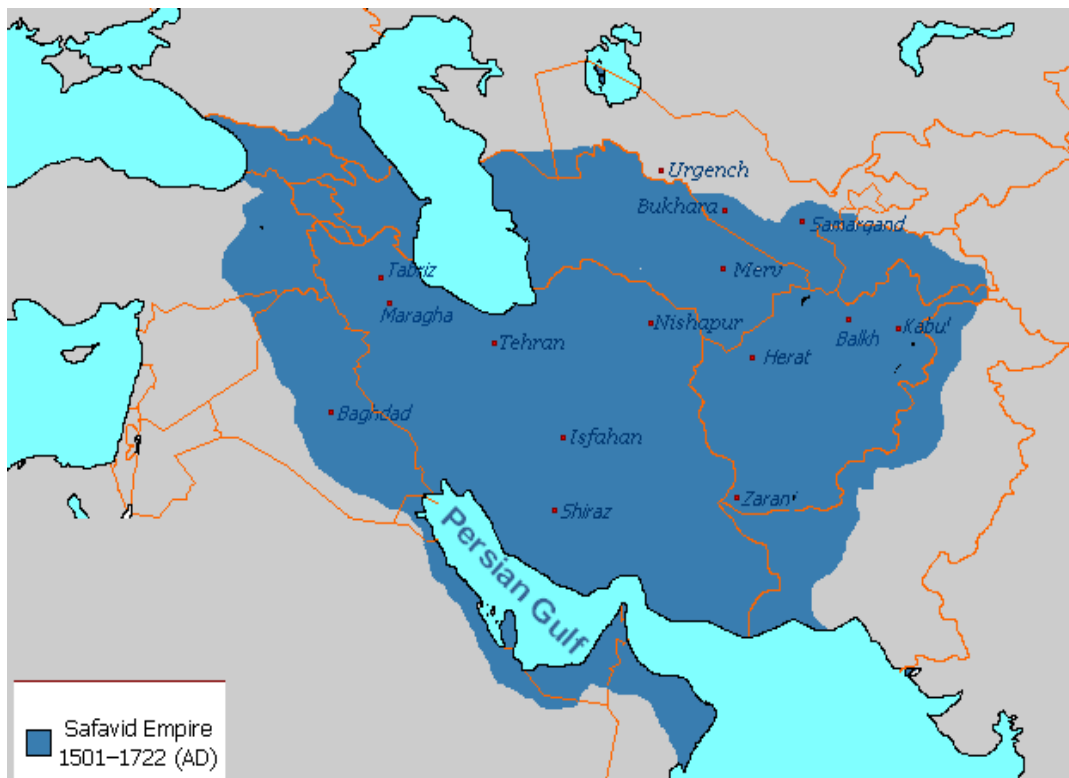 Urgench
Bukhara
Samarqand
Merv
Tabriz
Maragha
Nishapur
Tehran
Balkh
Kabul
Herat
Baghdad
Isfahan
Zaranj
Shiraz
Persian Gulf
Safavid Empire
1501–1722 (AD)